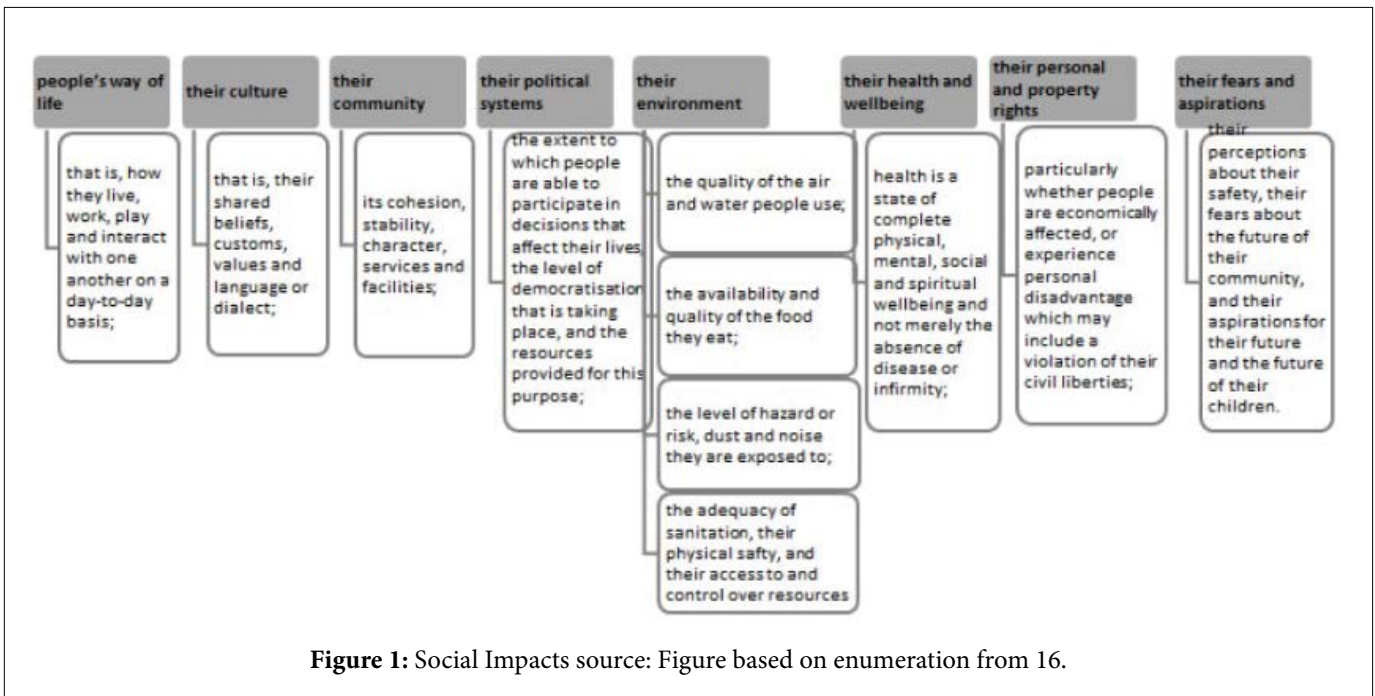 people's way of
life
that is, how
they live,
work, play
and interact
with one
another on a
day-to-day
basis;
their culture
that is, their
shared
beliefs,
customs,
values and
language or
dialect;
their
community
its cohesion,
stability,
character,
services and
facilities;
their political
systems
the extent to
which people
are able to
participate in
decisions that
affect their lives,
the level of
democratisation
that is taking
place, and the
resources
provided for this
purpose;
their
environment
the quality of the air
and water people use;
the availability and
quality of the food
they eat;
the level of hazard or
risk, dust and noise
they are exposed to;
the adequacy of
sanitation, their
physical safty, and
their access to and
control over resources
their health and
wellbeing
health is a
state of
complete
physical,
mental, social
and spiritual
wellbeing and
not merely the
absence of
disease or
infirmity;
their personal
and property
rights
particularly
whether people
are economically
affected, or
experience
personal
disadvantage
which may
include a
violation of their
civil liberties;
their fears and
aspirations
their
perceptions
about their
safety, their
fears about
the future of
their
community,
and their
aspirations for
their future
and the future
of their
children.
Figure 1: Social Impacts source: Figure based on enumeration from 16.